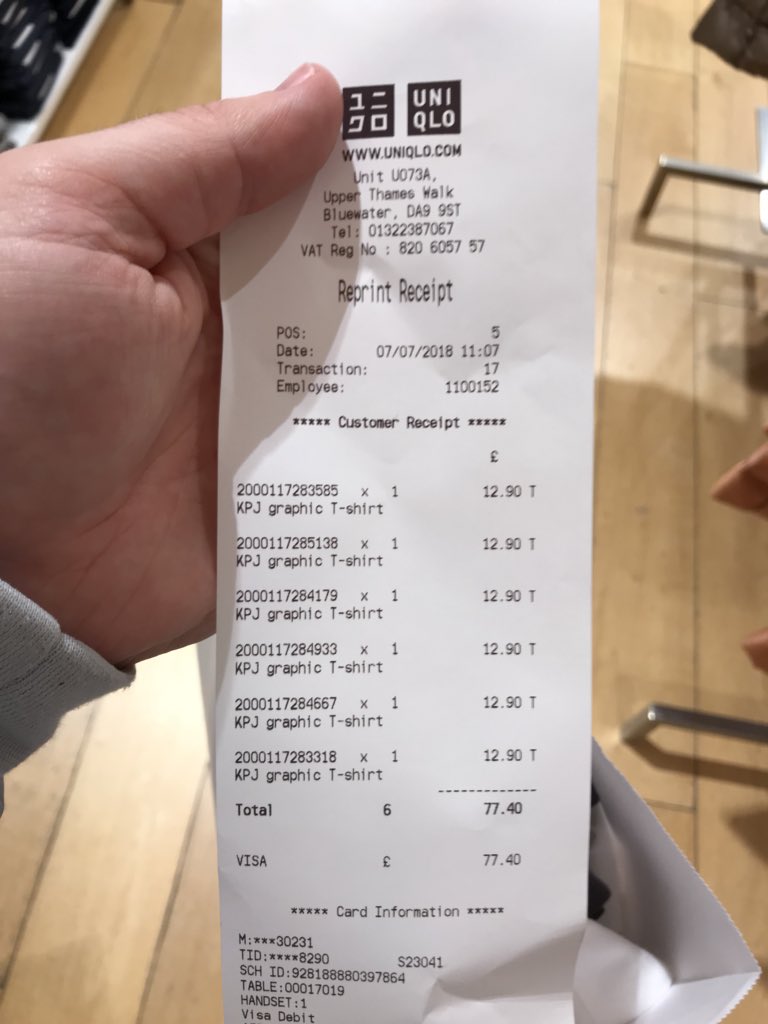 ユニ
クロ
UNI
QLO
WWW.UNIQLO.COM
Unit U073A,
Upper Thames Walk
Bluewater, DA9 9ST
Tel: 01322387067
VAT Reg No : 820 6057 57
Reprint Receipt
POS: 5
Date: 07/07/2018 11:07
Transaction: 17
Employee: 1100152
***** Customer Receipt *****
£
2000117283585 x 1 12.90 T
KPJ graphic T-shirt
2000117285138 x 1 12.90 T
KPJ graphic T-shirt
2000117284179 x 1 12.90 T
KPJ graphic T-shirt
2000117284933 x 1 12.90 T
KPJ graphic T-shirt
2000117284667 x 1 12.90 T
KPJ graphic T-shirt
2000117283318 x 1 12.90 T
KPJ graphic T-shirt
-------------
Total 6 77.40
VISA £ 77.40
***** Card Information *****
M:***30231
TID:****8290 S23041
SCH ID:928188880397864
TABLE:00017019
HANDSET:1
Visa Debit